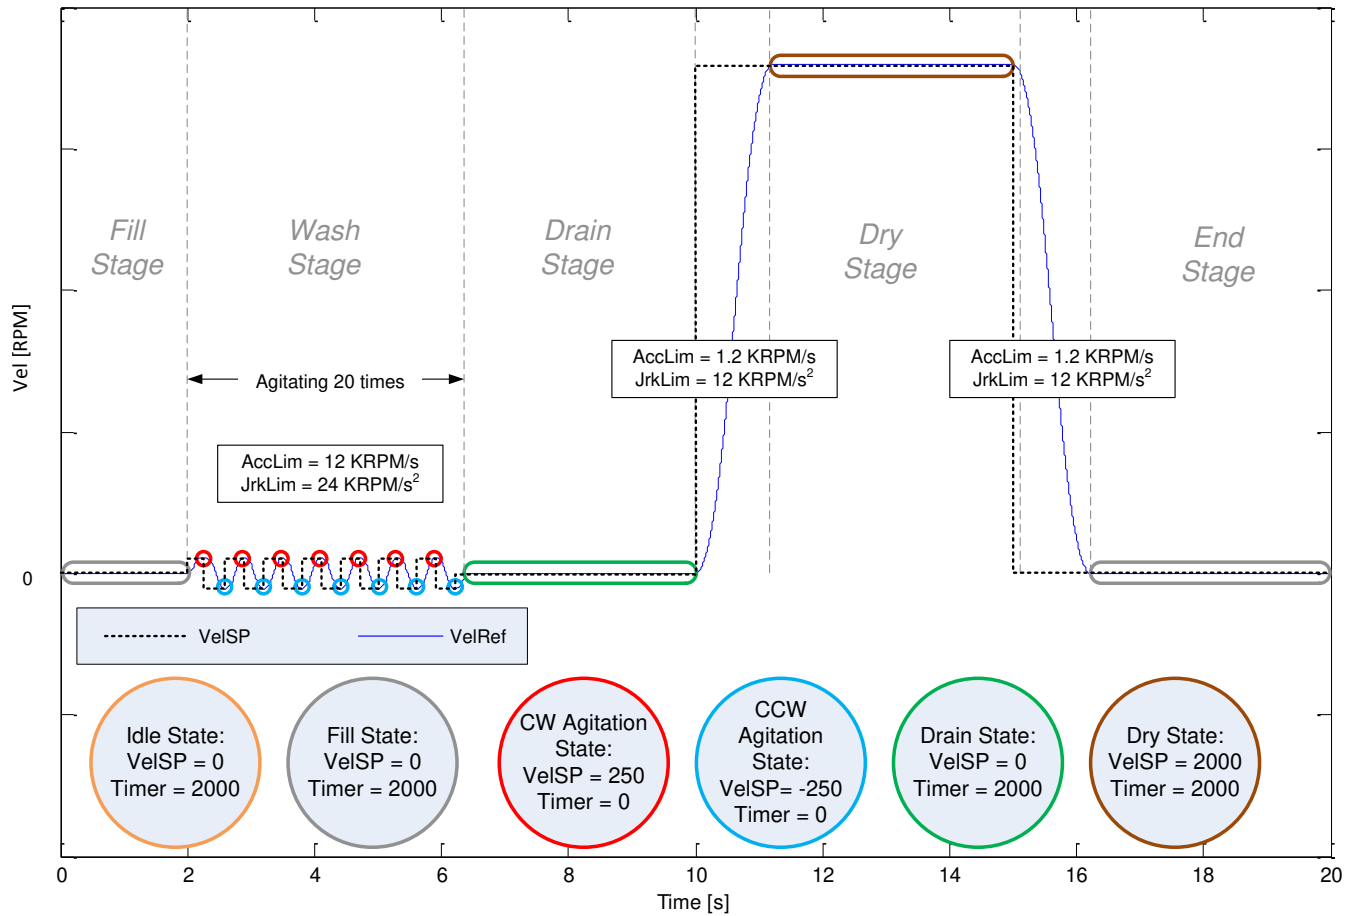 Fill
Stage
Wash
Stage
Drain
Stage
Dry
Stage
End
Stage
Vel [RPM]
AccLim = 1.2 KRPM/s
JrkLim = 12 KRPM/s2
AccLim = 1.2 KRPM/s
JrkLim = 12 KRPM/s2
Agitating 20 times
AccLim = 12 KRPM/s
JrkLim = 24 KRPM/s2
0
VelSP
VelRef
Idle State:
VelSP = 0
Timer = 2000
Fill State:
VelSP = 0
Timer = 2000
CW Agitation
State:
VelSP = 250
Timer = 0
CCW
Agitation
State:
VelSP= -250
Timer = 0
Drain State:
VelSP = 0
Timer = 2000
Dry State:
VelSP = 2000
Timer = 2000
0 2 4 6 8 10 12 14 16 18 20
Time [s]